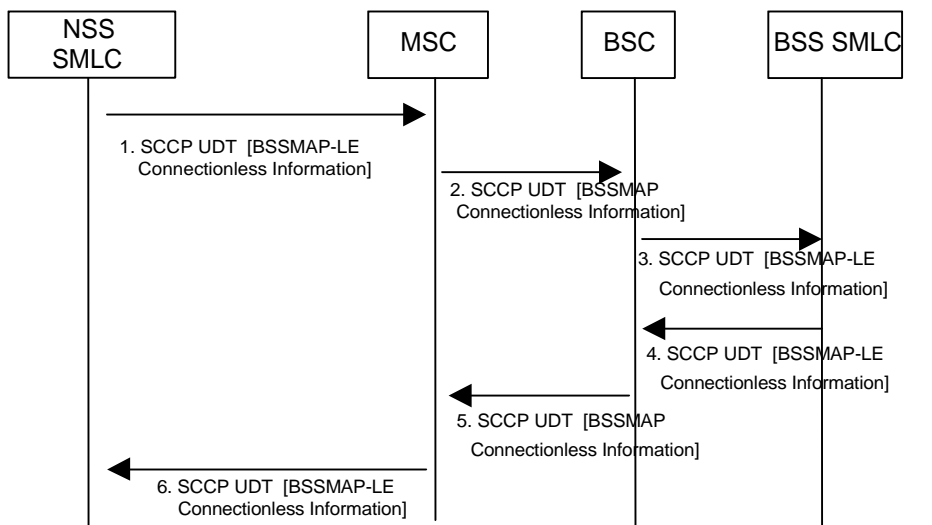 NSS
SMLC
MSC
BSC
BSS SMLC
1. SCCP UDT [BSSMAP-LE
Connectionless Information]
2. SCCP UDT [BSSMAP
Connectionless Information]
3. SCCP UDT [BSSMAP-LE
Connectionless Information]
4. SCCP UDT [BSSMAP-LE
Connectionless Information]
5. SCCP UDT [BSSMAP
Connectionless Information]
6. SCCP UDT [BSSMAP-LE
Connectionless Information]